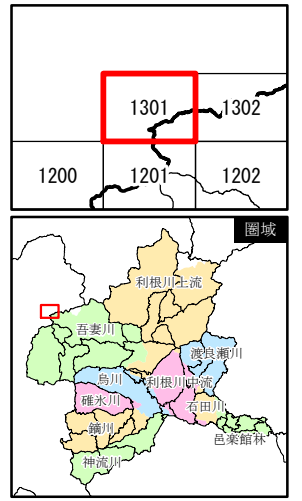 1301
1302
1200
1201
1202
圏域
利根川上流
吾妻川
渡良瀬川
烏川
利根川中流
碓氷川
石田川
鏑川
邑楽館林
神流川